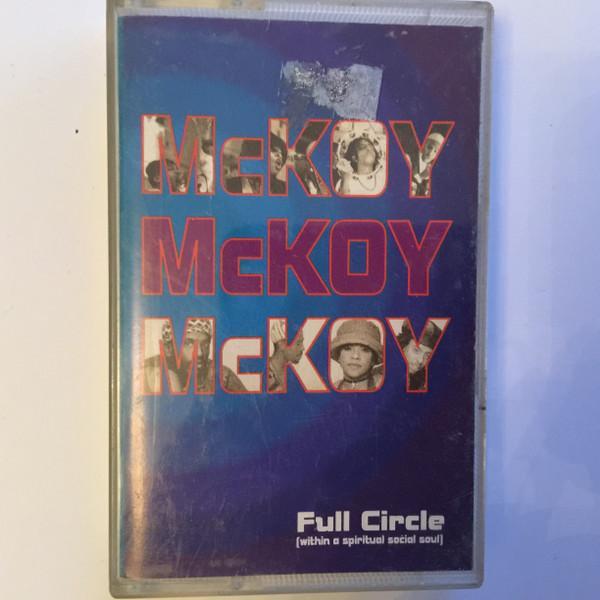 McKOY
McKOY
McKOY
Full Circle
(within a spiritual social soul)